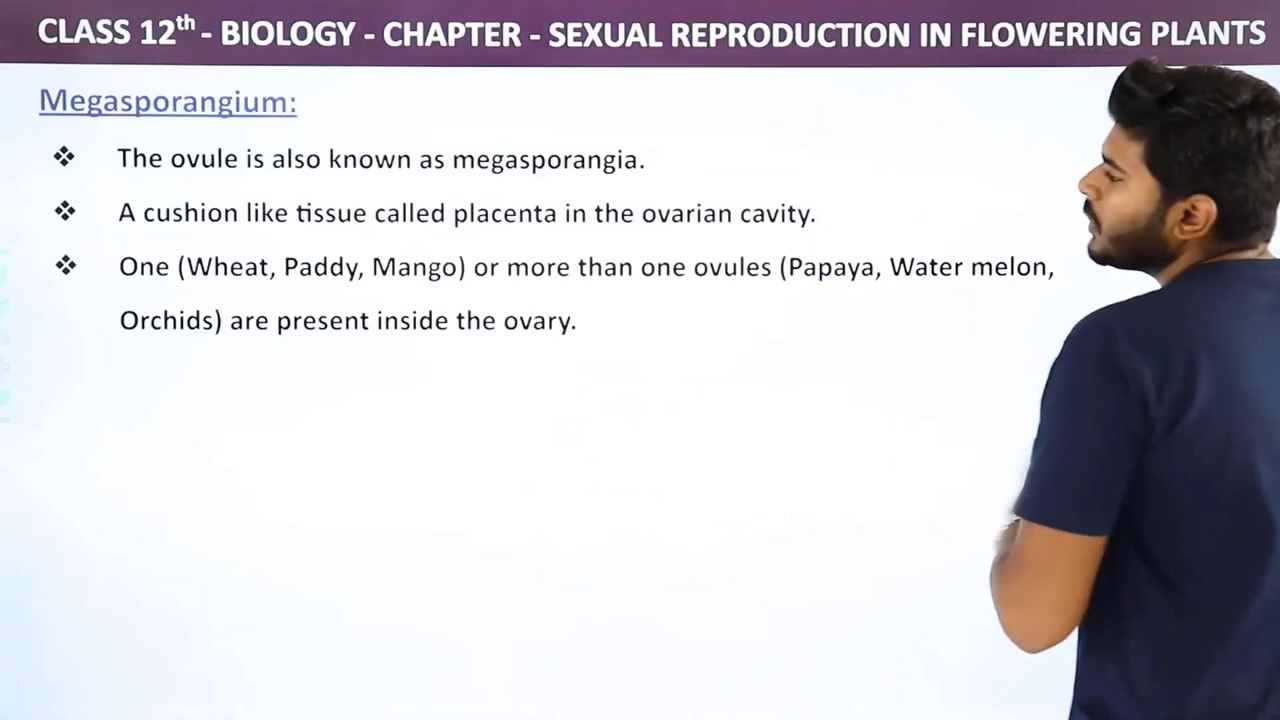 CLASS 12th - BIOLOGY - CHAPTER - SEXUAL REPRODUCTION IN FLOWERING PLANTS
Megasporangium:
❖ The ovule is also known as megasporangia.
❖ A cushion like tissue called placenta in the ovarian cavity.
❖ One (Wheat, Paddy, Mango) or more than one ovules (Papaya, Water melon,
Orchids) are present inside the ovary.